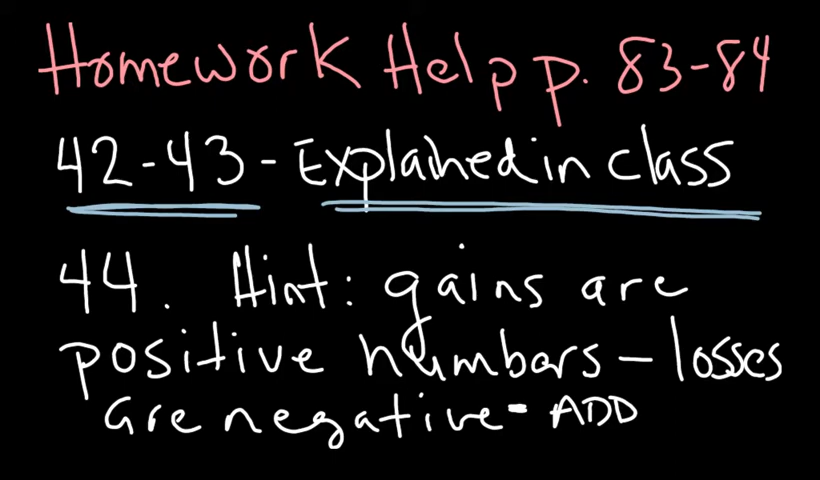 Homework Help p. 83-84
42-43 - Explained in class
44. Hint: gains are
positive numbers - losses
are negative - ADD